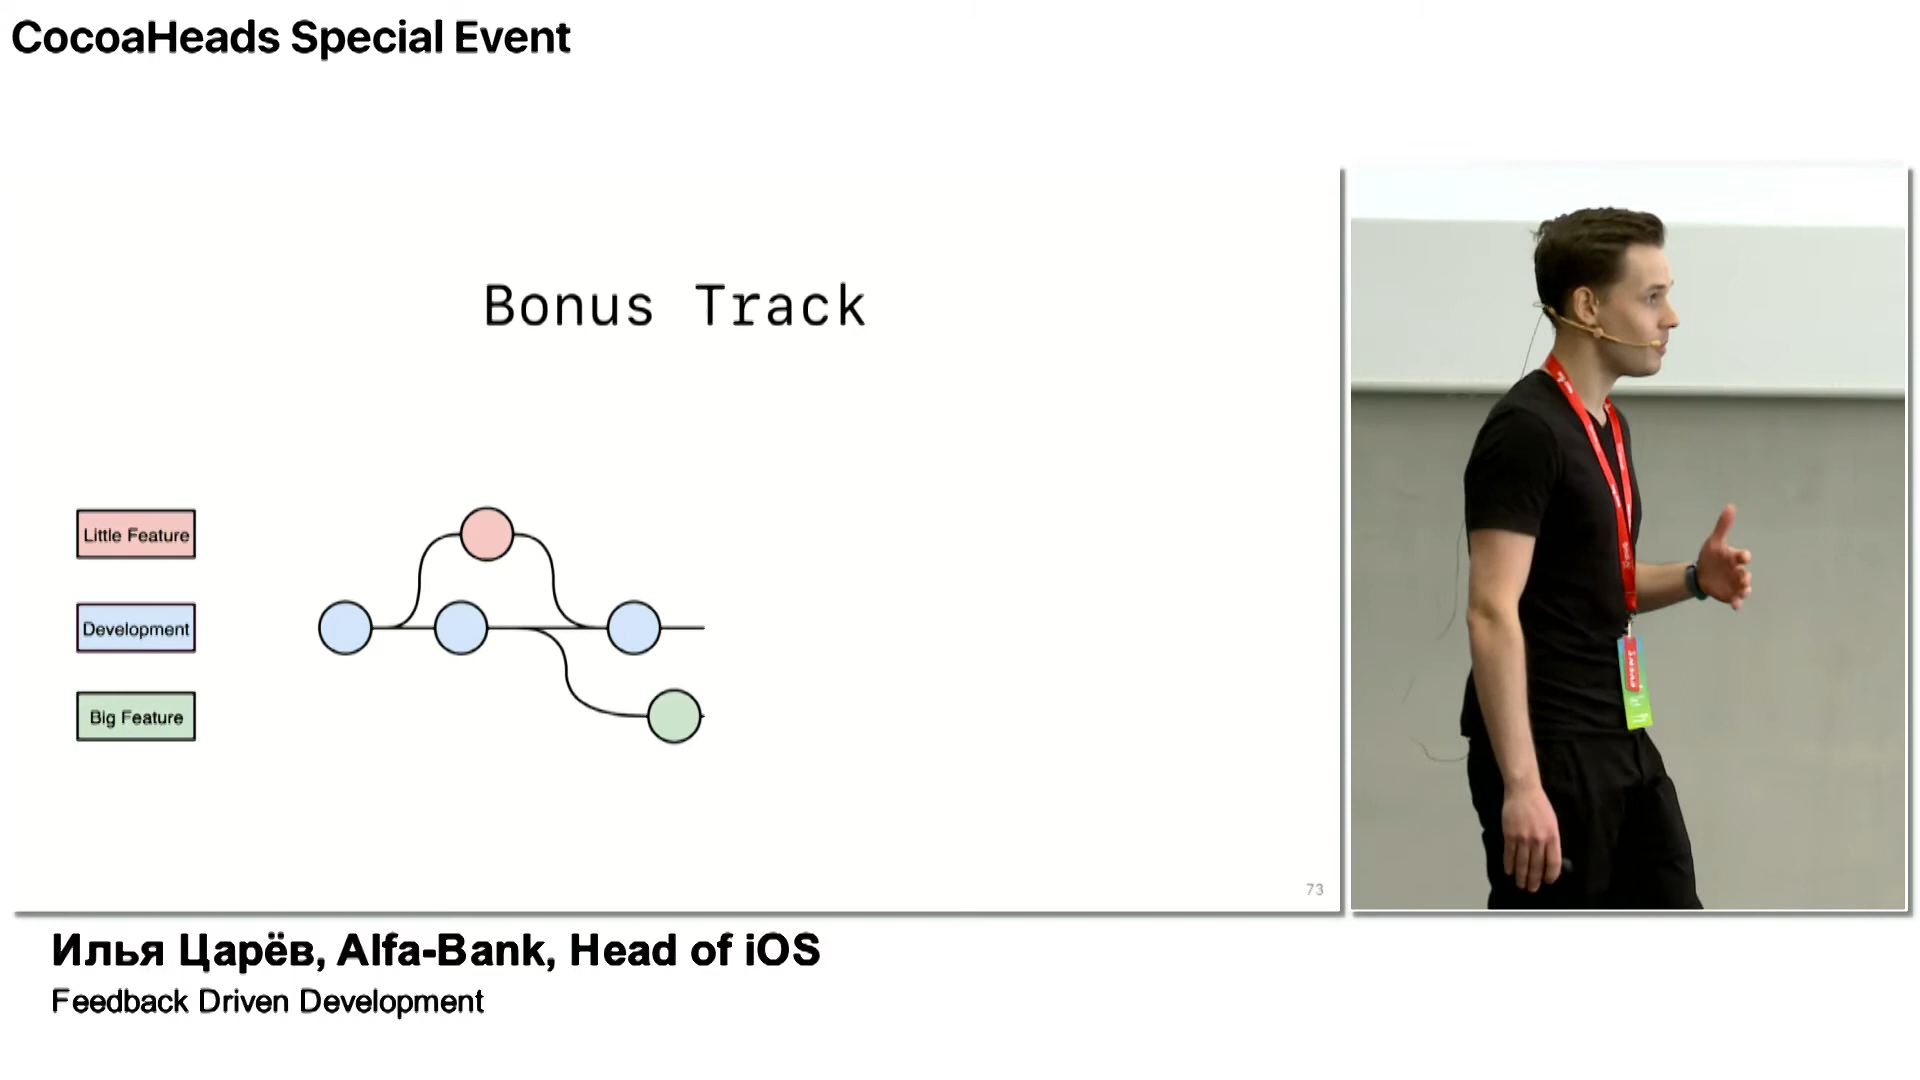 CocoaHeads Special Event
Bonus Track
Little Feature
Development
Big Feature
73
Илья Царёв, Alfa-Bank, Head of iOS
Feedback Driven Development